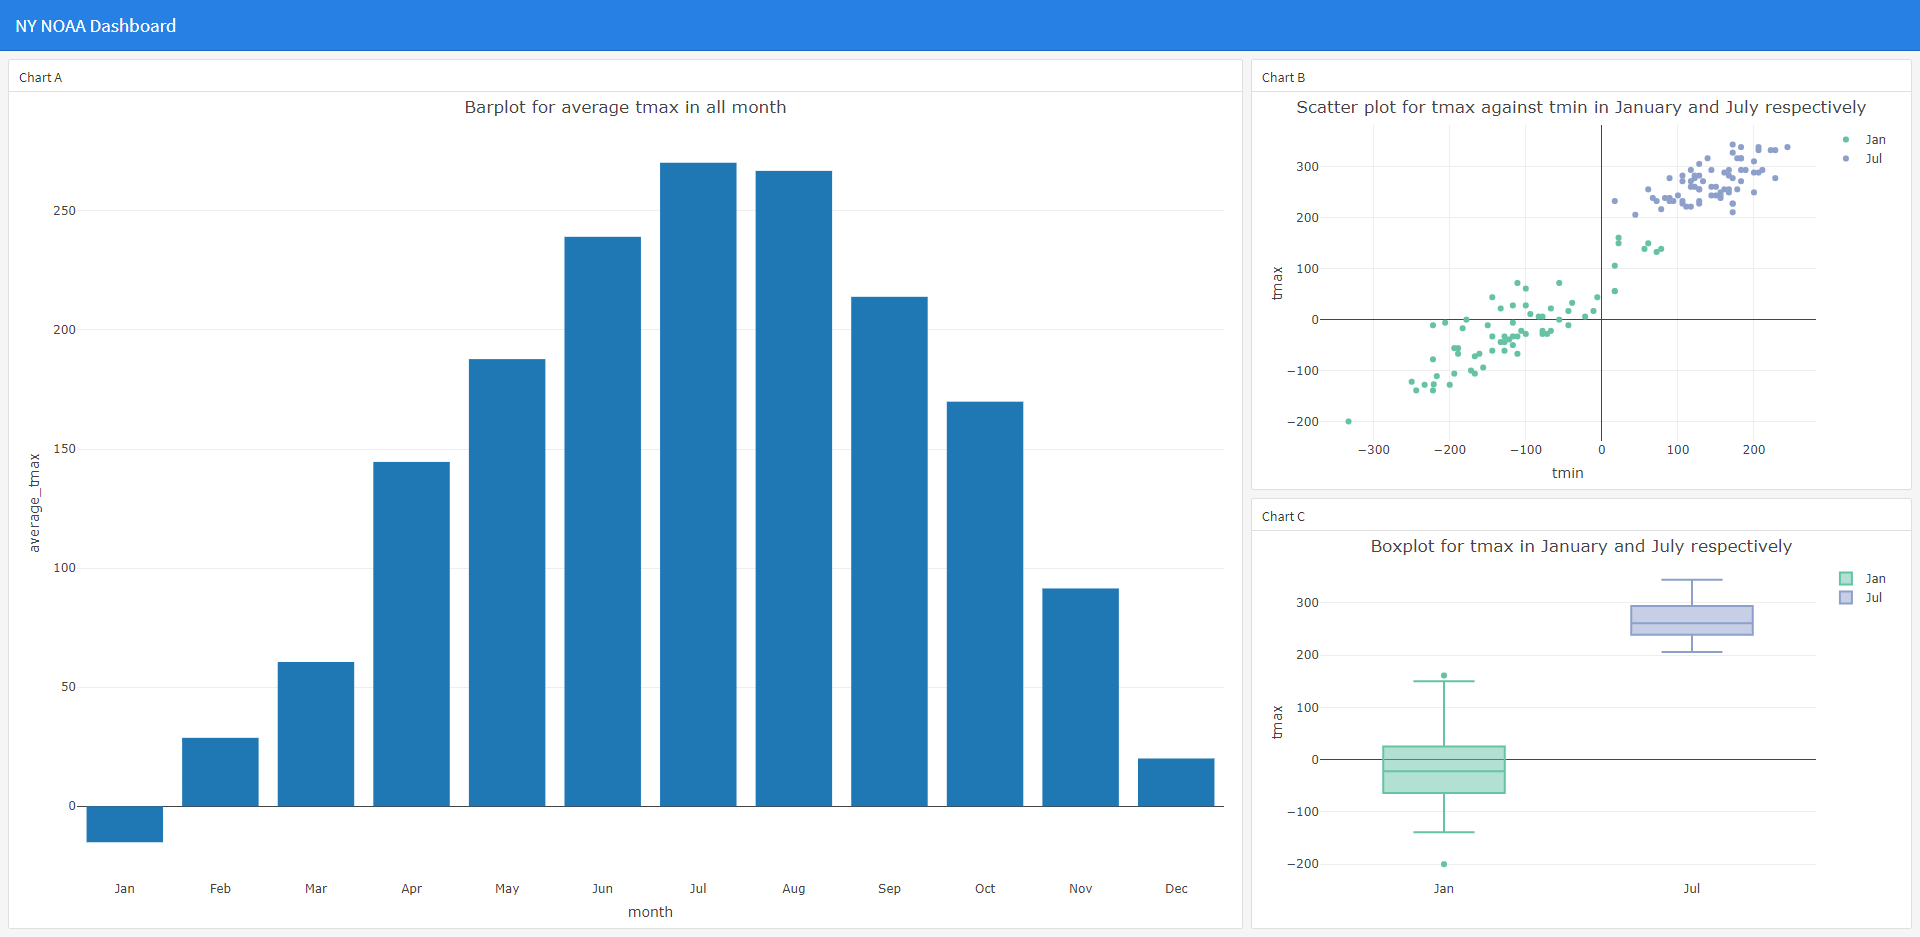 NY NOAA Dashboard
Chart A
Barplot for average tmax in all month
250
200
150
100
50
0
average_tmax
Jan Feb Mar Apr May Jun Jul Aug Sep Oct Nov Dec
month
Chart B
Scatter plot for tmax against tmin in January and July respectively
Jan
Jul
300
200
100
0
−100
−200
tmax
−300 −200 −100 0 100 200
tmin
Chart C
Boxplot for tmax in January and July respectively
Jan
Jul
300
200
100
0
−100
−200
tmax
Jan Jul